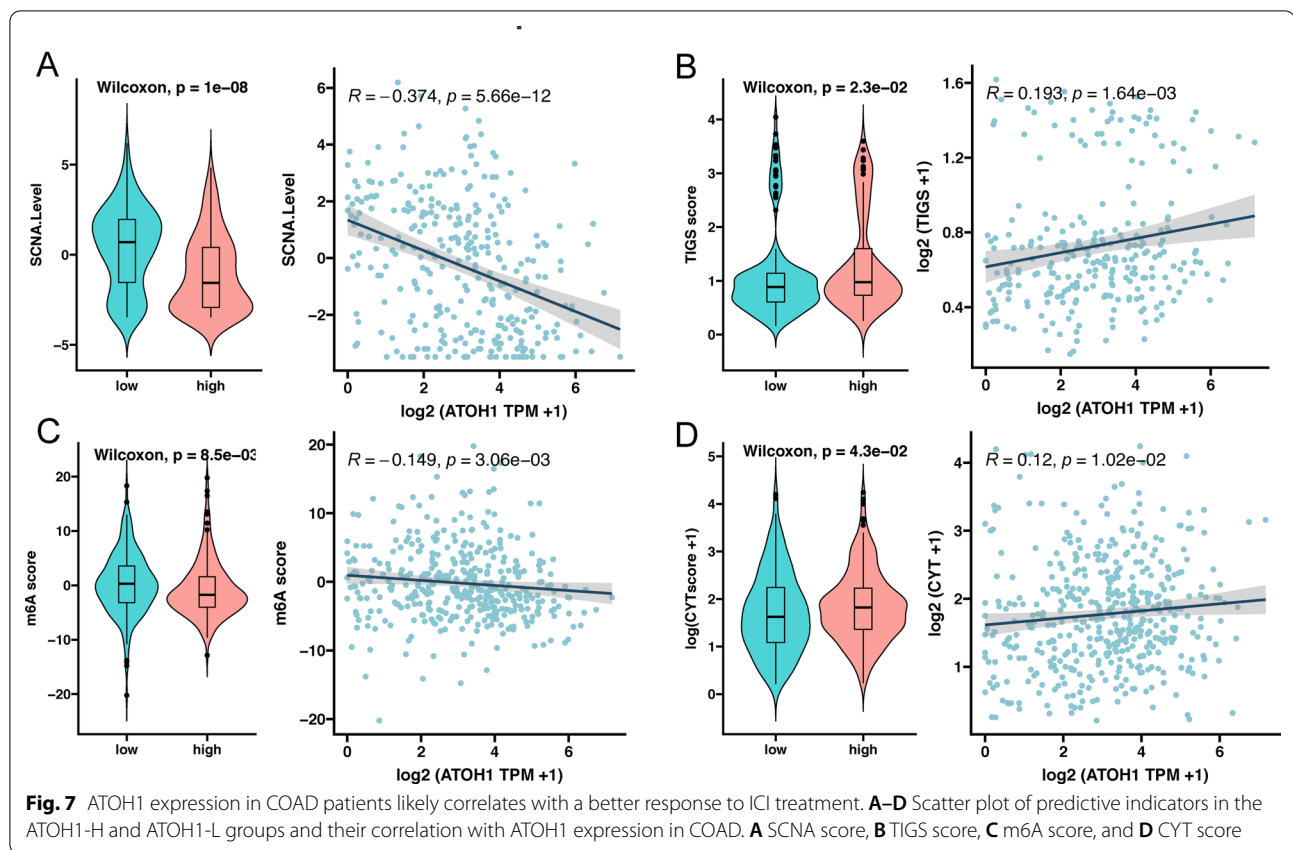 A
Wilcoxon, p = 1e−08
SCNA.Level
5
0
−5
low high
R = −0.374, p = 5.66e−12
SCNA.Level
6
4
2
0
−2
0 2 4 6
log2 (ATOH1 TPM +1)
B
Wilcoxon, p = 2.3e−02
TIGS score
4
3
2
1
0
low high
R = 0.193, p = 1.64e−03
log2 (TIGS +1)
1.6
1.2
0.8
0.4
0 2 4 6
log2 (ATOH1 TPM +1)
C
Wilcoxon, p = 8.5e−03
m6A score
20
10
0
−10
−20
low high
R = −0.149, p = 3.06e−03
m6A score
20
10
0
−10
−20
0 2 4 6
log2 (ATOH1 TPM +1)
D
Wilcoxon, p = 4.3e−02
log(CYTscore +1)
5
4
3
2
1
0
low high
R = 0.12, p = 1.02e−02
log2 (CYT +1)
4
3
2
1
0 2 4 6
log2 (ATOH1 TPM +1)
Fig. 7 ATOH1 expression in COAD patients likely correlates with a better response to ICI treatment. A–D Scatter plot of predictive indicators in the
ATOH1-H and ATOH1-L groups and their correlation with ATOH1 expression in COAD. A SCNA score, B TIGS score, C m6A score, and D CYT score